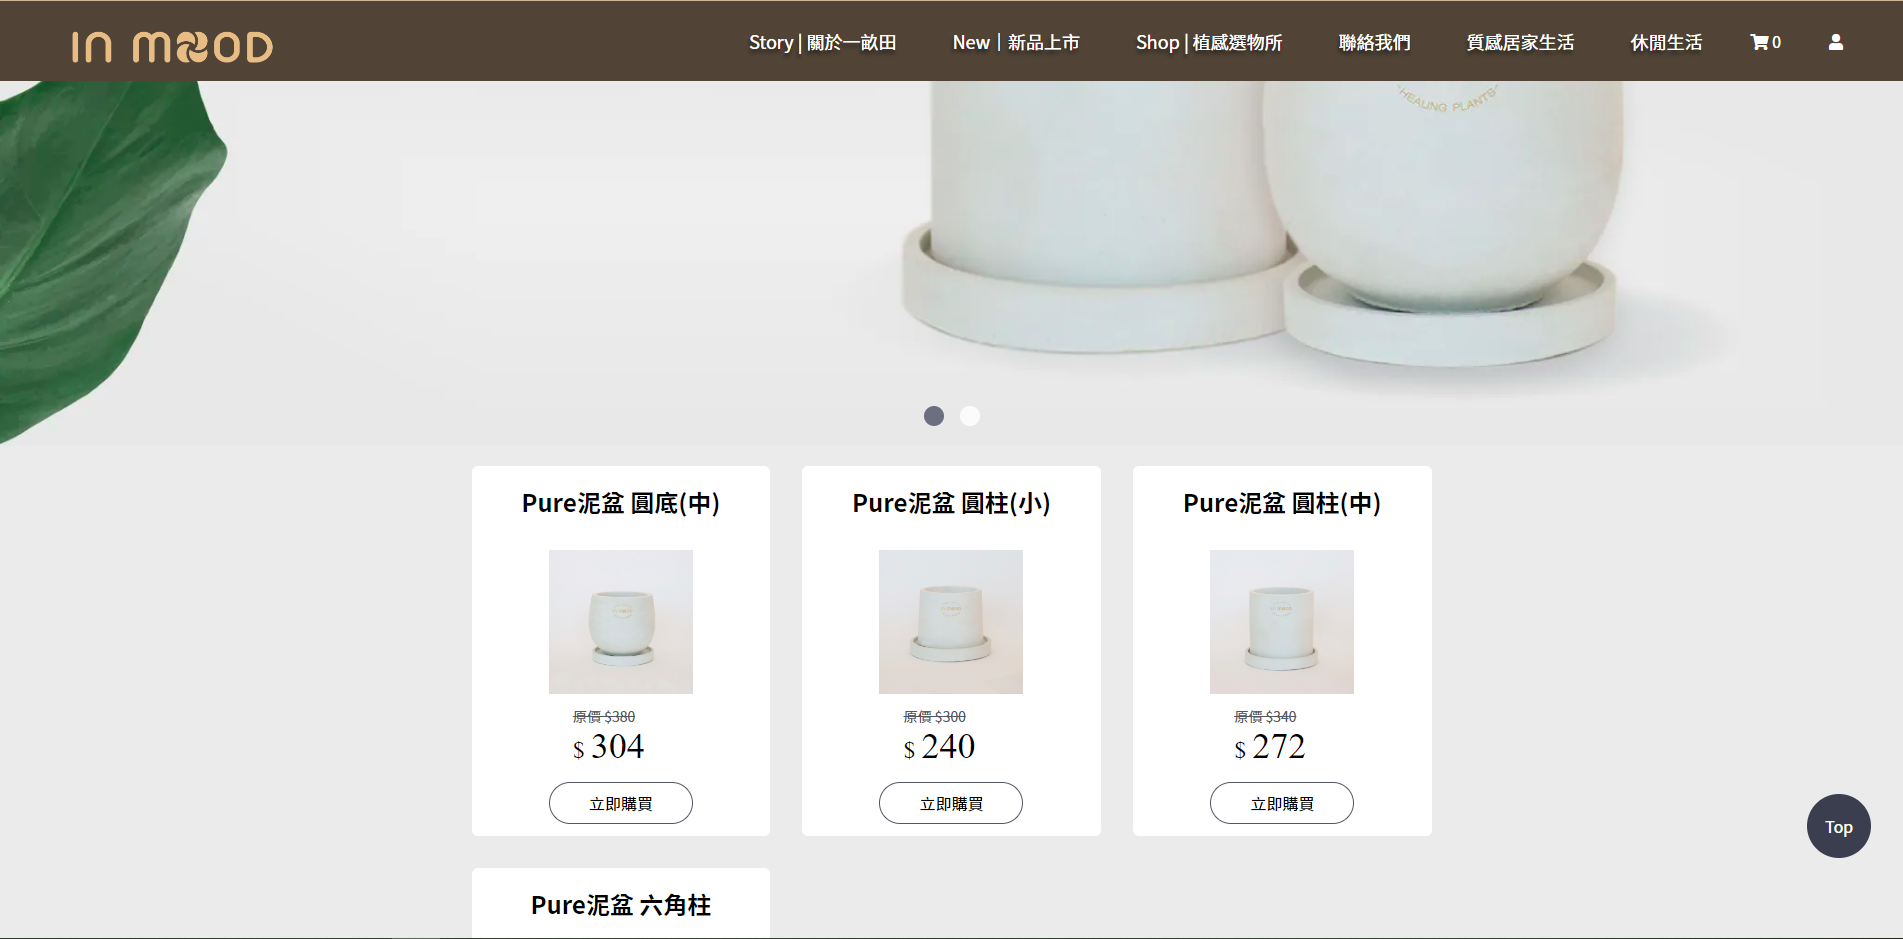 IN MOOD
Story | 關於一畝田
New｜新品上市
Shop | 植感選物所
聯絡我們
質感居家生活
休閒生活
0
HEALING PLANTS
Pure泥盆 圓底(中)
原價 $380
$ 304
立即購買
Pure泥盆 圓柱(小)
原價 $300
$ 240
立即購買
Pure泥盆 圓柱(中)
原價 $340
$ 272
立即購買
Top
Pure泥盆 六角柱